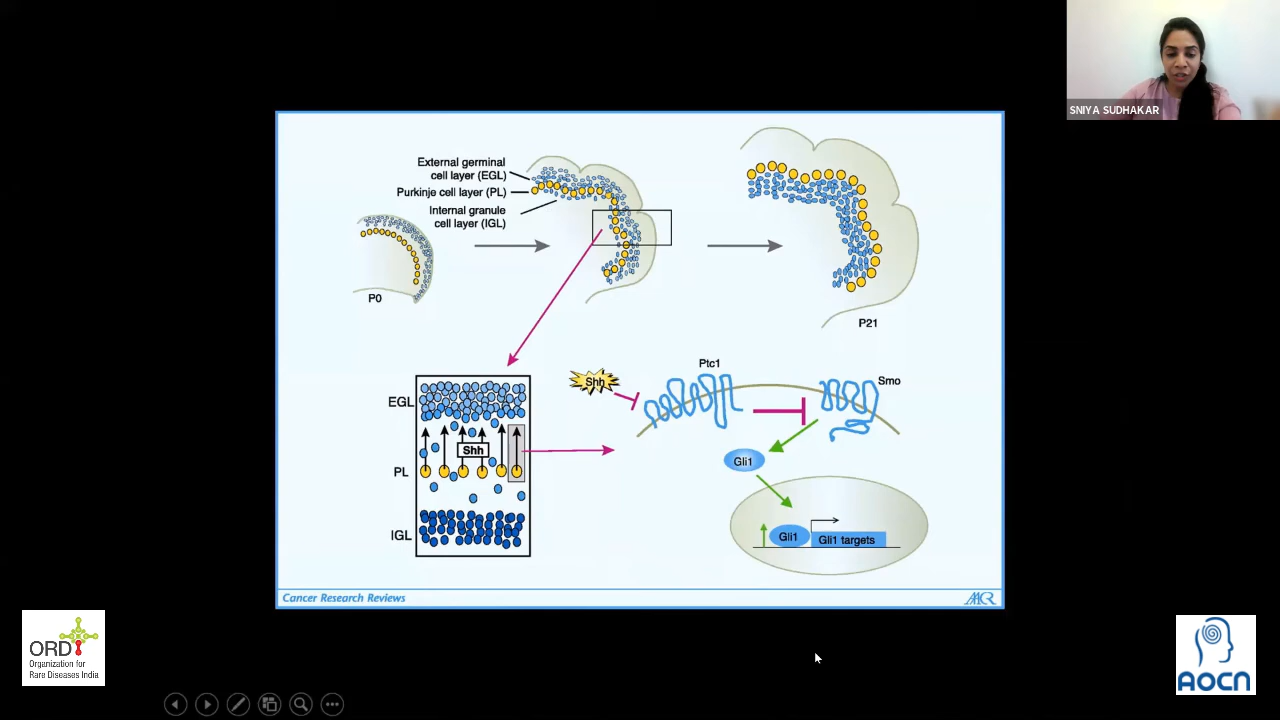 SNIYA SUDHAKAR
External germinal
cell layer (EGL)
Purkinje cell layer (PL)
Internal granule
cell layer (IGL)
P0
P21
EGL
Shh
PL
IGL
Shh
Ptc1
Smo
Gli1
Gli1
Gli1 targets
Cancer Research Reviews
AACR
ORDI
Organization for
Rare Diseases India
AOCN